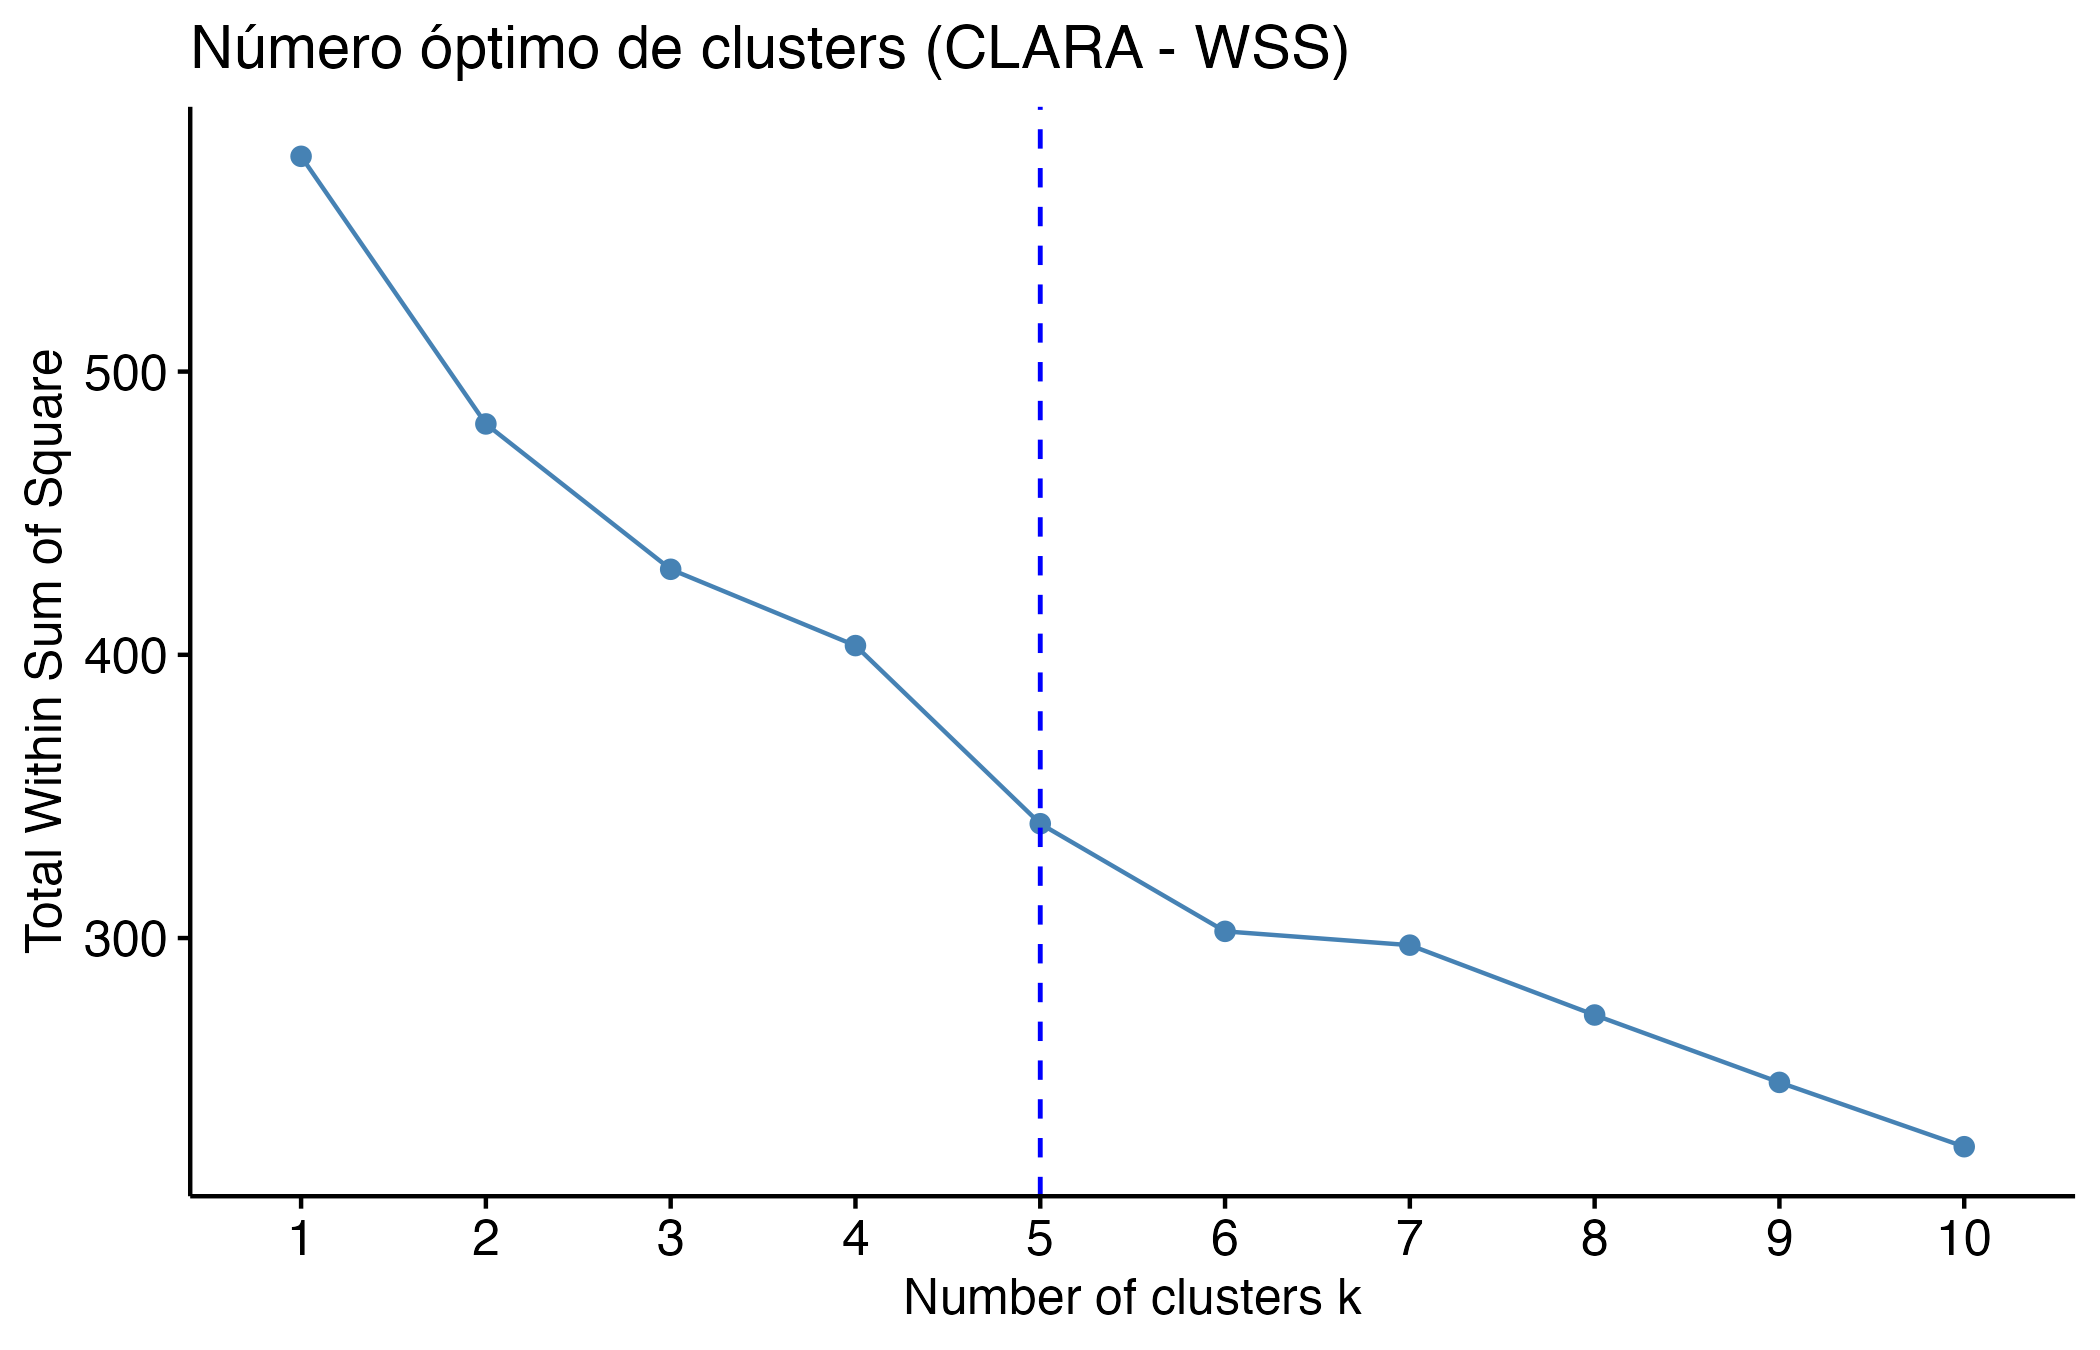 Número óptimo de clusters (CLARA - WSS)
Total Within Sum of Square
500
400
300
1 2 3 4 5 6 7 8 9 10
Number of clusters k